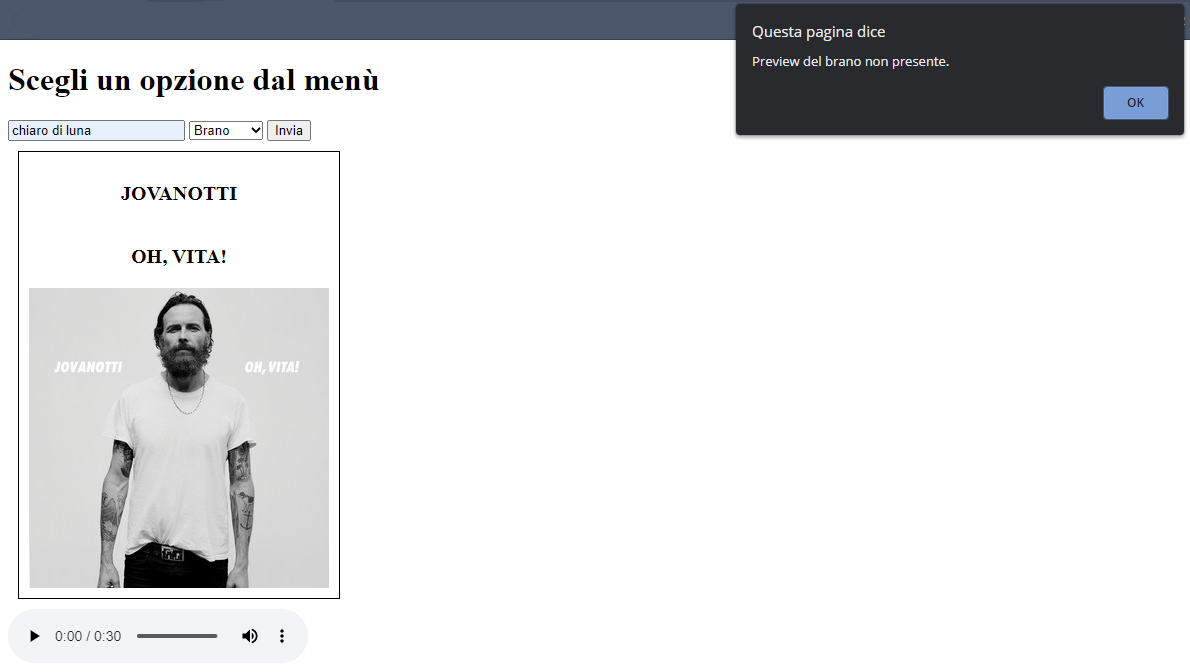 Questa pagina dice
Preview del brano non presente.
OK
Scegli un opzione dal menù
chiaro di luna Brano Invia
JOVANOTTI
OH, VITA!
JOVANOTTI OH, VITA!
0:00 / 0:30